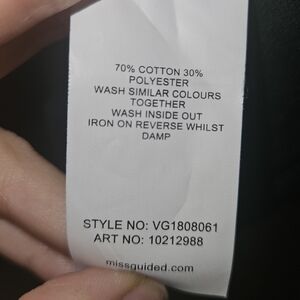 70% COTTON 30%
POLYESTER
WASH SIMILAR COLOURS
TOGETHER
WASH INSIDE OUT
IRON ON REVERSE WHILST
DAMP
STYLE NO: VG1808061
ART NO: 10212988
missguided.com